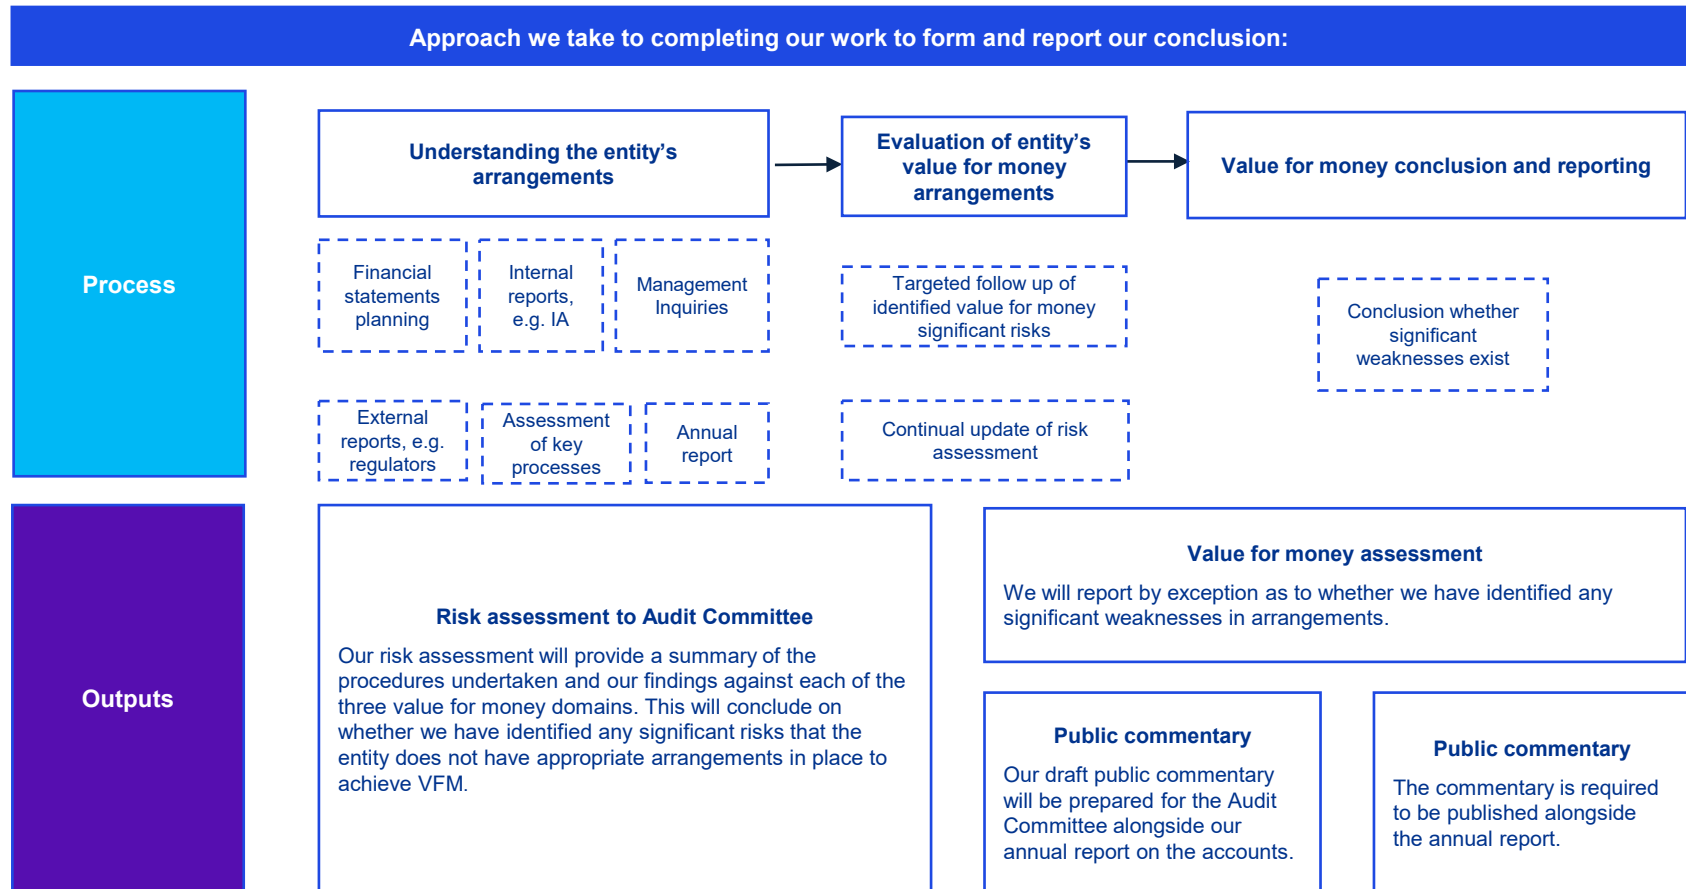 Approach we take to completing our work to form and report our conclusion:
Process
Understanding the entity’s
arrangements
Evaluation of entity’s
value for money
arrangements
Value for money conclusion and reporting
Financial
statements
planning
Internal
reports,
e.g. IA
Management
Inquiries
Targeted follow up of
identified value for money
significant risks
Conclusion whether
significant
weaknesses exist
External
reports, e.g.
regulators
Assessment
of key
processes
Annual
report
Continual update of risk
assessment
Outputs
Risk assessment to Audit Committee
Our risk assessment will provide a summary of the
procedures undertaken and our findings against each of the
three value for money domains. This will conclude on
whether we have identified any significant risks that the
entity does not have appropriate arrangements in place to
achieve VFM.
Value for money assessment
We will report by exception as to whether we have identified any
significant weaknesses in arrangements.
Public commentary
Our draft public commentary
will be prepared for the Audit
Committee alongside our
annual report on the accounts.
Public commentary
The commentary is required
to be published alongside
the annual report.